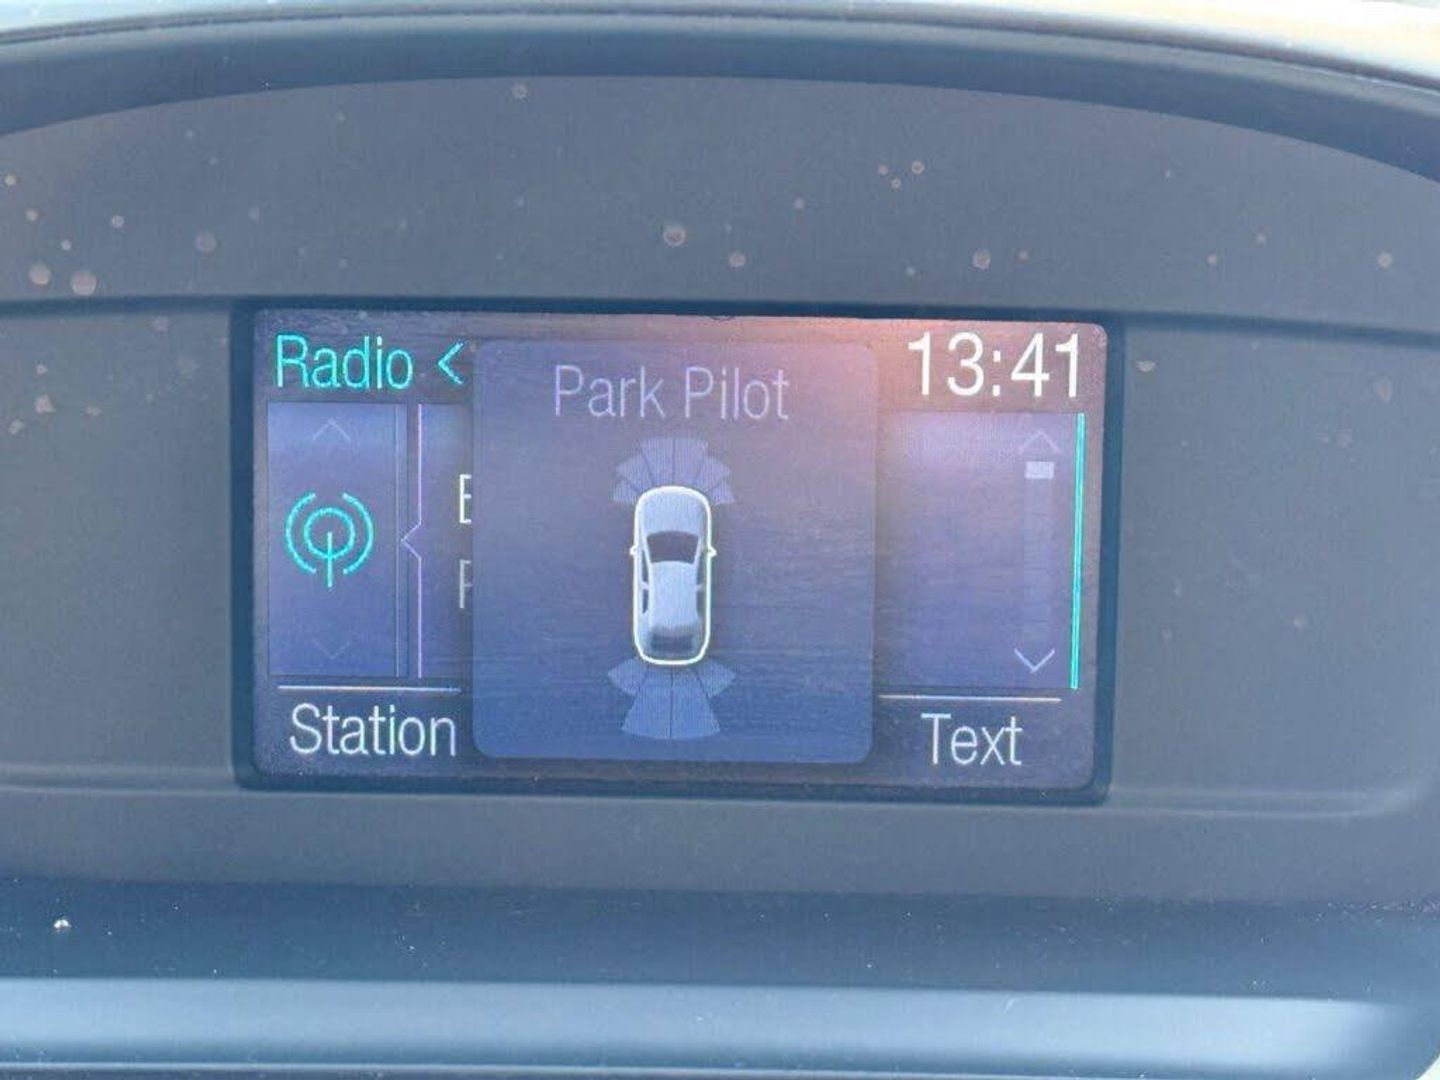 Radio <
13:41
Park Pilot
Station
Text